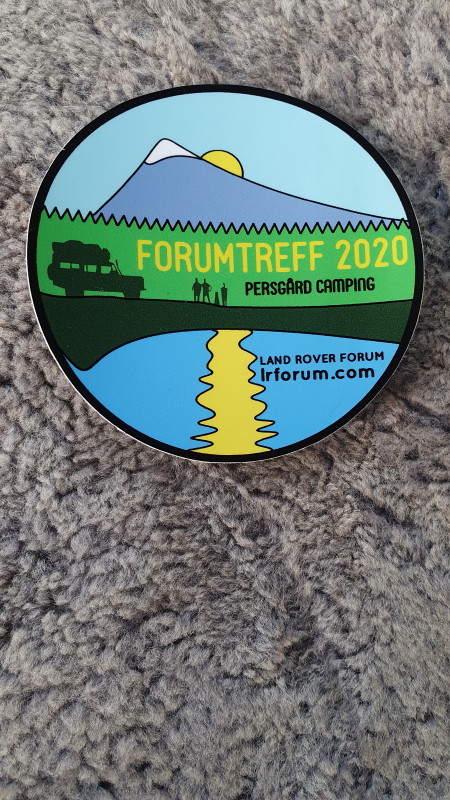 FORUMTREFF 2020
PERSGÅRD CAMPING
LAND ROVER FORUM
lrforum.com